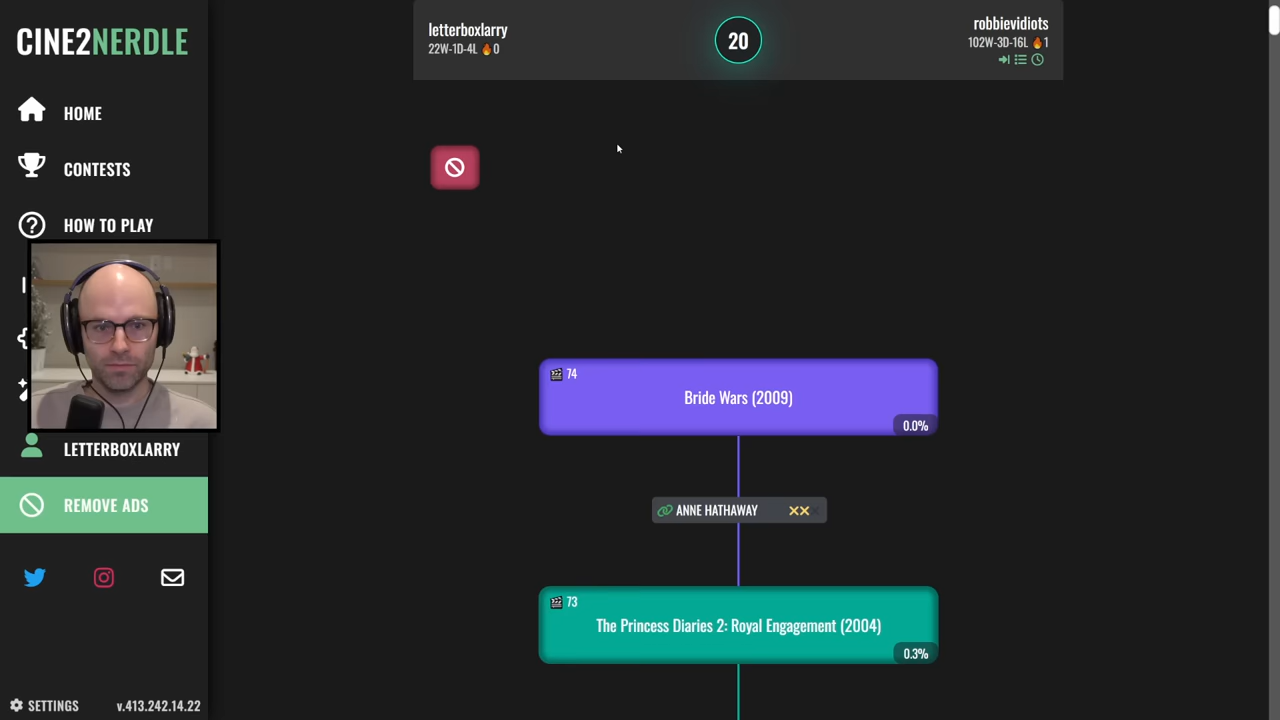 CINE2NERDLE
HOME
CONTESTS
HOW TO PLAY
LETTERBOXLARRY
REMOVE ADS
SETTINGS
v.413.242.14.22
letterboxlarry
22W-1D-4L 🔥0
20
robbievidiots
102W-3D-16L 🔥1
74
Bride Wars (2009)
0.0%
ANNE HATHAWAY
73
The Princess Diaries 2: Royal Engagement (2004)
0.3%